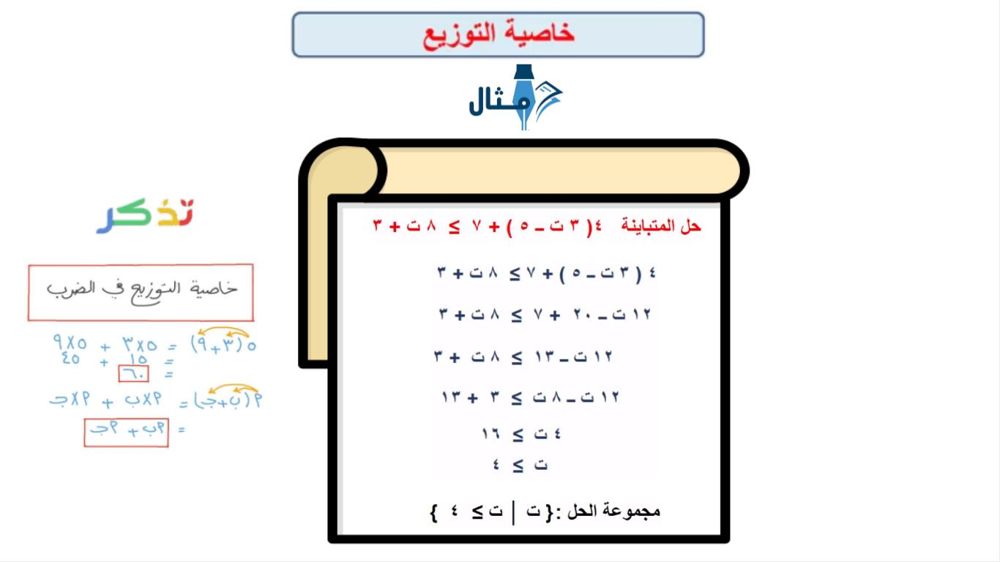 خاصية التوزيع
مثال
تذكر
خاصية التوزيع في الضرب
٥(٣+٩) = ٥×٣ + ٥×٩
= ١٥ + ٤٥
= ٦٠
م(ب+جـ) = م×ب + م×جـ
= م ب + م جـ
حل المتباينة ٤( ٣ ت – ٥ ) + ٧ ≤ ٨ ت + ٣
٤ ( ٣ ت – ٥ ) + ٧ ≤ ٨ ت + ٣
١٢ ت – ٢٠ + ٧ ≤ ٨ ت + ٣
١٢ ت – ١٣ ≤ ٨ ت + ٣
١٢ ت – ٨ ت ≤ ٣ + ١٣
٤ ت ≤ ١٦
ت ≤ ٤
مجموعة الحل : { ت | ت ≤ ٤ }